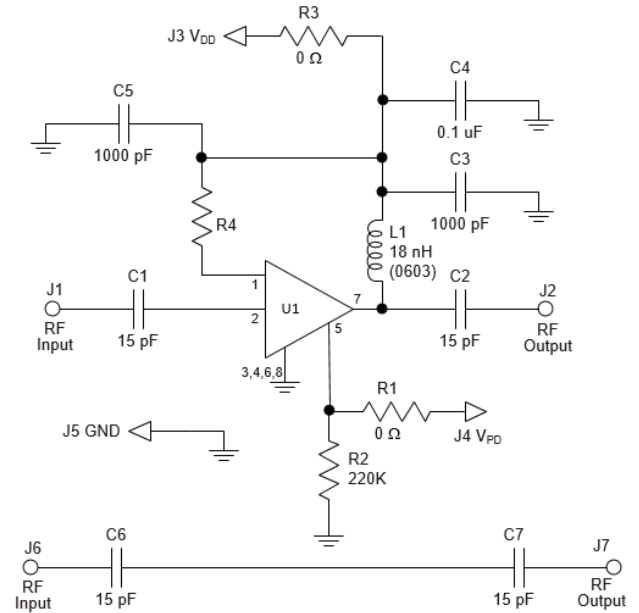 R3
J3 V_DD
0 Ω
C4
0.1 uF
C5
1000 pF
C3
1000 pF
R4
L1
18 nH
(0603)
J1
RF
Input
C1
15 pF
1
2
U1
7
5
3,4,6,8
C2
15 pF
J2
RF
Output
R1
0 Ω
J4 V_PD
J5 GND
R2
220K
J6
RF
Input
C6
15 pF
C7
15 pF
J7
RF
Output